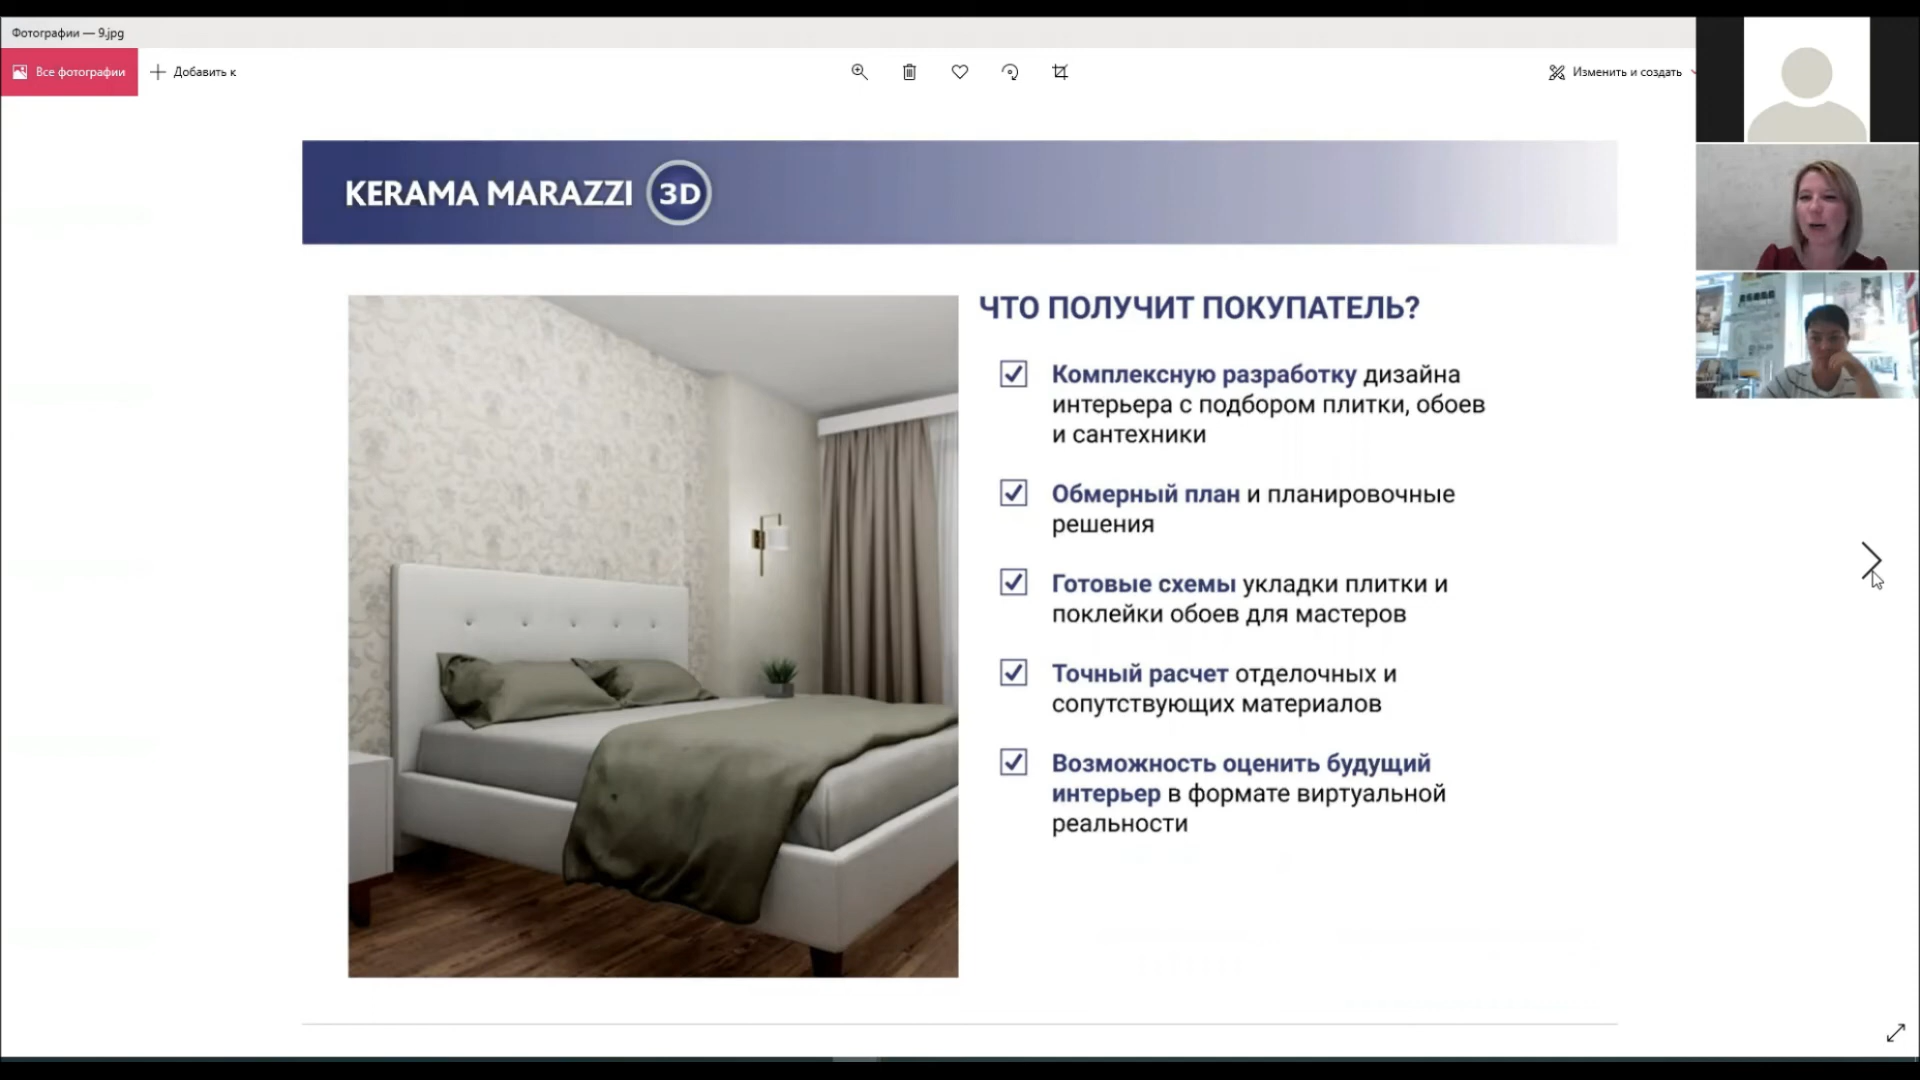 Фотографии — 9.jpg
Все фотографии
Добавить к
Изменить и создать
KERAMA MARAZZI 3D
ЧТО ПОЛУЧИТ ПОКУПАТЕЛЬ?
Комплексную разработку дизайна
интерьера с подбором плитки, обоев
и сантехники
Обмерный план и планировочные
решения
Готовые схемы укладки плитки и
поклейки обоев для мастеров
Точный расчет отделочных и
сопутствующих материалов
Возможность оценить будущий
интерьер в формате виртуальной
реальности